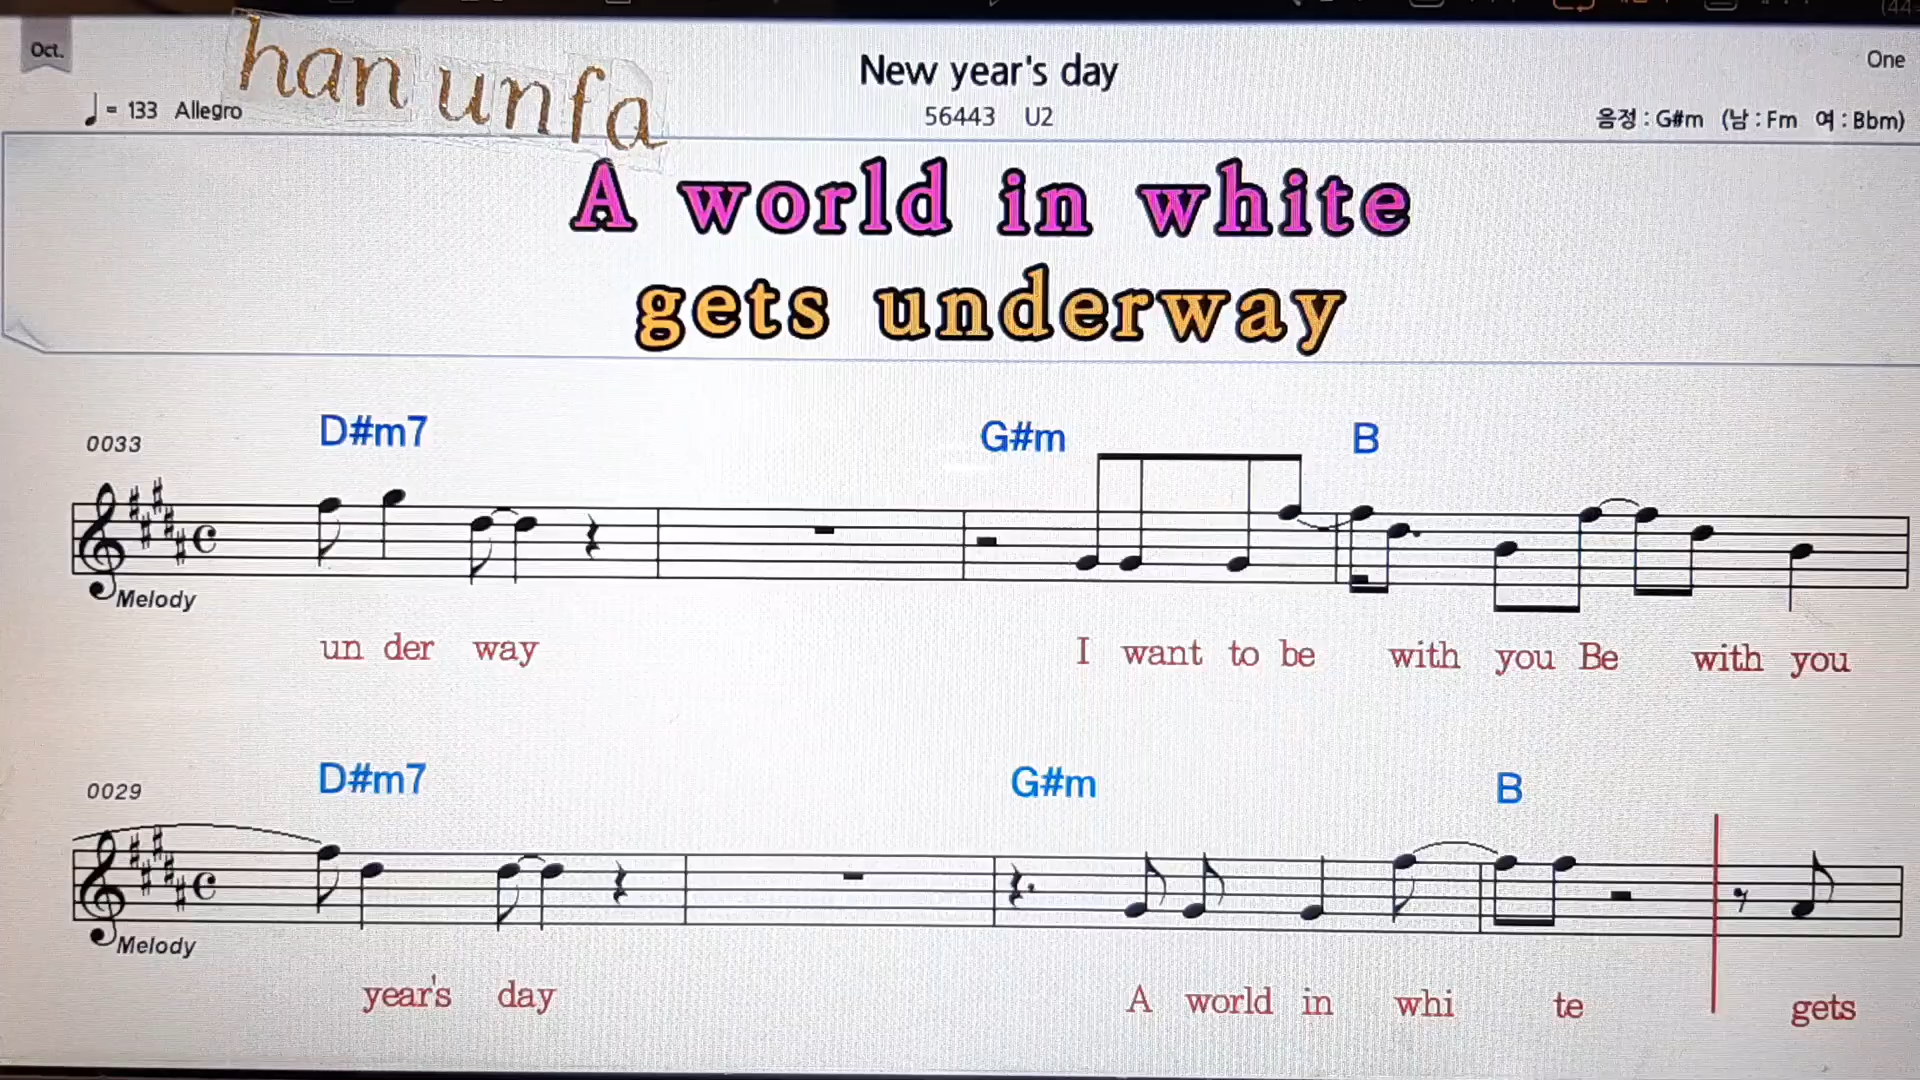 Oct.
han unfa
New year's day
One
♩= 133 Allegro
56443 U2
음정 : G#m (남 : Fm 여 : Bbm)
A world in white
gets underway
0033 D#m7 G#m B
Melody
un der way I want to be with you Be with you
0029 D#m7 G#m B
Melody
year's day A world in whi te gets